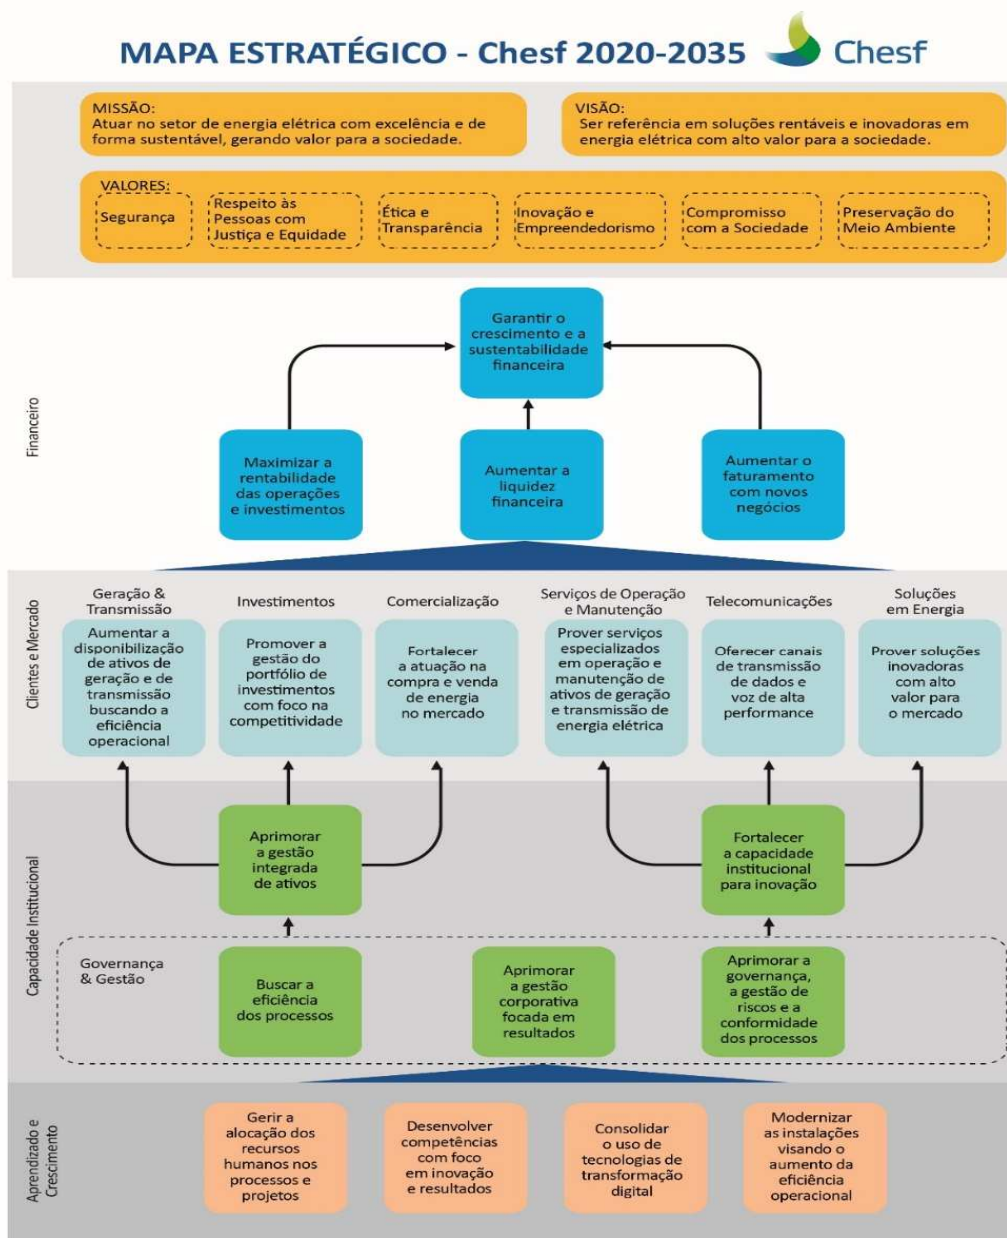 MAPA ESTRATÉGICO - Chesf 2020-2035
Chesf
MISSÃO:
Atuar no setor de energia elétrica com excelência e de
forma sustentável, gerando valor para a sociedade.
VISÃO:
Ser referência em soluções rentáveis e inovadoras em
energia elétrica com alto valor para a sociedade.
VALORES:
Segurança
Respeito às
Pessoas com
Justiça e Equidade
Ética e
Transparência
Inovação e
Empreendedorismo
Compromisso
com a Sociedade
Preservação do
Meio Ambiente
Financeiro
Garantir o
crescimento e a
sustentabilidade
financeira
Maximizar a
rentabilidade
das operações
e investimentos
Aumentar a
liquidez
financeira
Aumentar o
faturamento
com novos
negócios
Clientes e Mercado
Geração &
Transmissão
Aumentar a
disponibilização
de ativos de
geração e de
transmissão
buscando a
eficiência
operacional
Investimentos
Promover a
gestão do
portfólio de
investimentos
com foco na
competitividade
Comercialização
Fortalecer
a atuação na
compra e venda
de energia
no mercado
Serviços de Operação
e Manutenção
Prover serviços
especializados
em operação e
manutenção de
ativos de geração
e transmissão de
energia elétrica
Telecomunicações
Oferecer canais
de transmissão
de dados e
voz de alta
performance
Soluções
em Energia
Prover soluções
inovadoras
com alto
valor para
o mercado
Capacidade Institucional
Aprimorar
a gestão
integrada
de ativos
Fortalecer
a capacidade
institucional
para inovação
Governança
& Gestão
Buscar a
eficiência
dos processos
Aprimorar
a gestão
corporativa
focada em
resultados
Aprimorar a
governança,
a gestão de
riscos e a
conformidade
dos processos
Aprendizado e
Crescimento
Gerir a
alocação dos
recursos
humanos nos
processos e
projetos
Desenvolver
competências
com foco
em inovação
e resultados
Consolidar
o uso de
tecnologias de
transformação
digital
Modernizar
as instalações
visando o
aumento da
eficiência
operacional